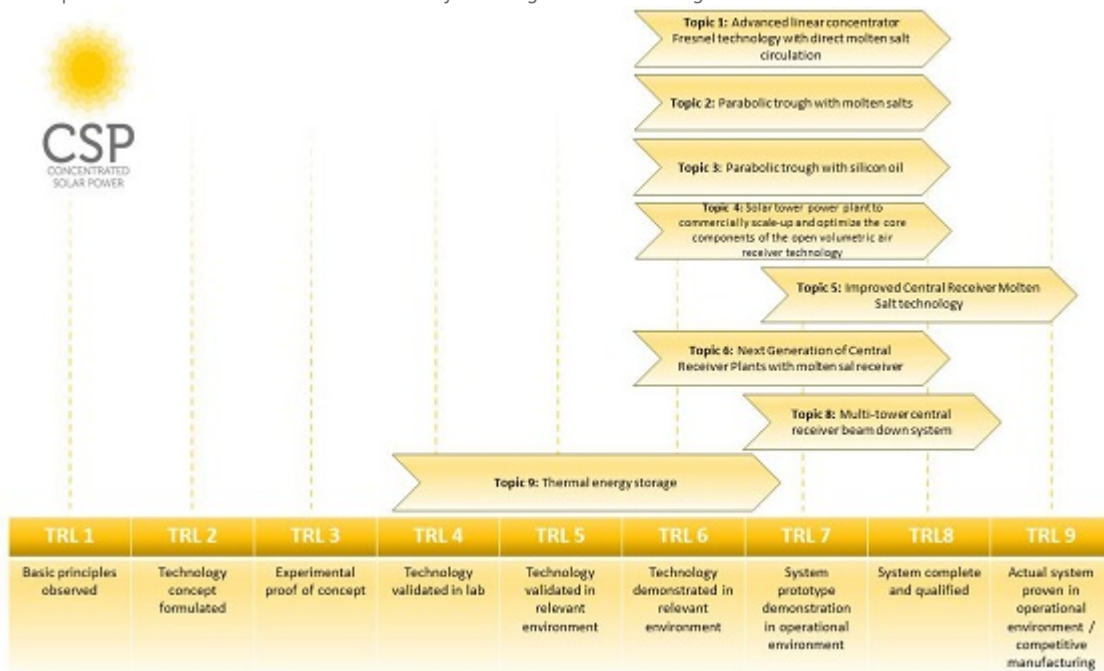 Topic 1: Advanced linear concentrator
Fresnel technology with direct molten salt
circulation
CSP
CONCENTRATED
SOLAR POWER
Topic 2: Parabolic trough with molten salts
Topic 3: Parabolic trough with silicon oil
Topic 4: Solar tower power plant to
commercially scale-up and optimize the core
components of the open volumetric air
receiver technology
Topic 5: Improved Central Receiver Molten
Salt technology
Topic 6: Next Generation of Central
Receiver Plants with molten sal receiver
Topic 8: Multi-tower central
receiver beam down system
Topic 9: Thermal energy storage
TRL 1
TRL 2
TRL 3
TRL 4
TRL 5
TRL 6
TRL 7
TRL8
TRL 9
Basic principles
observed
Technology
concept
formulated
Experimental
proof of concept
Technology
validated in lab
Technology
validated in
relevant
environment
Technology
demonstrated in
relevant
environment
System
prototype
demonstration
in operational
environment
System complete
and qualified
Actual system
proven in
operational
environment /
competitive
manufacturing